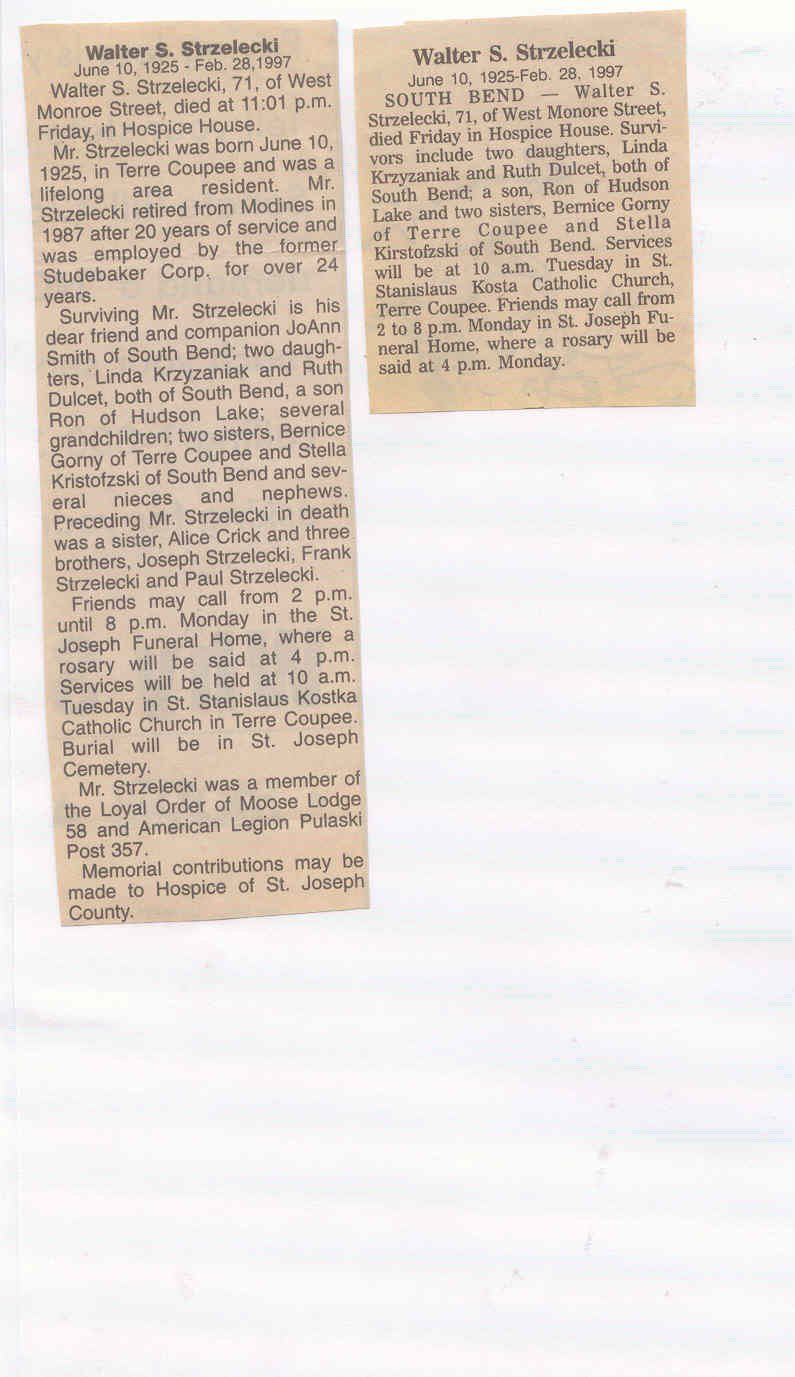 Walter S. Strzelecki
June 10, 1925 - Feb. 28,1997
Walter S. Strzelecki, 71, of West
Monroe Street, died at 11:01 p.m.
Friday, in Hospice House.
Mr. Strzelecki was born June 10,
1925, in Terre Coupee and was a
lifelong area resident. Mr.
Strzelecki retired from Modines in
1987 after 20 years of service and
was employed by the former
Studebaker Corp. for over 24
years.
Surviving Mr. Strzelecki is his
dear friend and companion JoAnn
Smith of South Bend; two daugh-
ters, Linda Krzyzaniak and Ruth
Dulcet, both of South Bend, a son
Ron of Hudson Lake; several
grandchildren; two sisters, Bernice
Gorny of Terre Coupee and Stella
Kristofzski of South Bend and sev-
eral nieces and nephews.
Preceding Mr. Strzelecki in death
was a sister, Alice Crick and three
brothers, Joseph Strzelecki, Frank
Strzelecki and Paul Strzelecki.
Friends may call from 2 p.m.
until 8 p.m. Monday in the St.
Joseph Funeral Home, where a
rosary will be said at 4 p.m.
Services will be held at 10 a.m.
Tuesday in St. Stanislaus Kostka
Catholic Church in Terre Coupee.
Burial will be in St. Joseph
Cemetery.
Mr. Strzelecki was a member of
the Loyal Order of Moose Lodge
58 and American Legion Pulaski
Post 357.
Memorial contributions may be
made to Hospice of St. Joseph
County.
Walter S. Strzelecki
June 10, 1925-Feb. 28, 1997
SOUTH BEND — Walter S.
Strzelecki, 71, of West Monore Street,
died Friday in Hospice House. Survi-
vors include two daughters, Linda
Krzyzaniak and Ruth Dulcet, both of
South Bend; a son, Ron of Hudson
Lake and two sisters, Bernice Gorny
of Terre Coupee and Stella
Kirstofzski of South Bend. Services
will be at 10 a.m. Tuesday in St.
Stanislaus Kosta Catholic Church,
Terre Coupee. Friends may call from
2 to 8 p.m. Monday in St. Joseph Fu-
neral Home, where a rosary will be
said at 4 p.m. Monday.